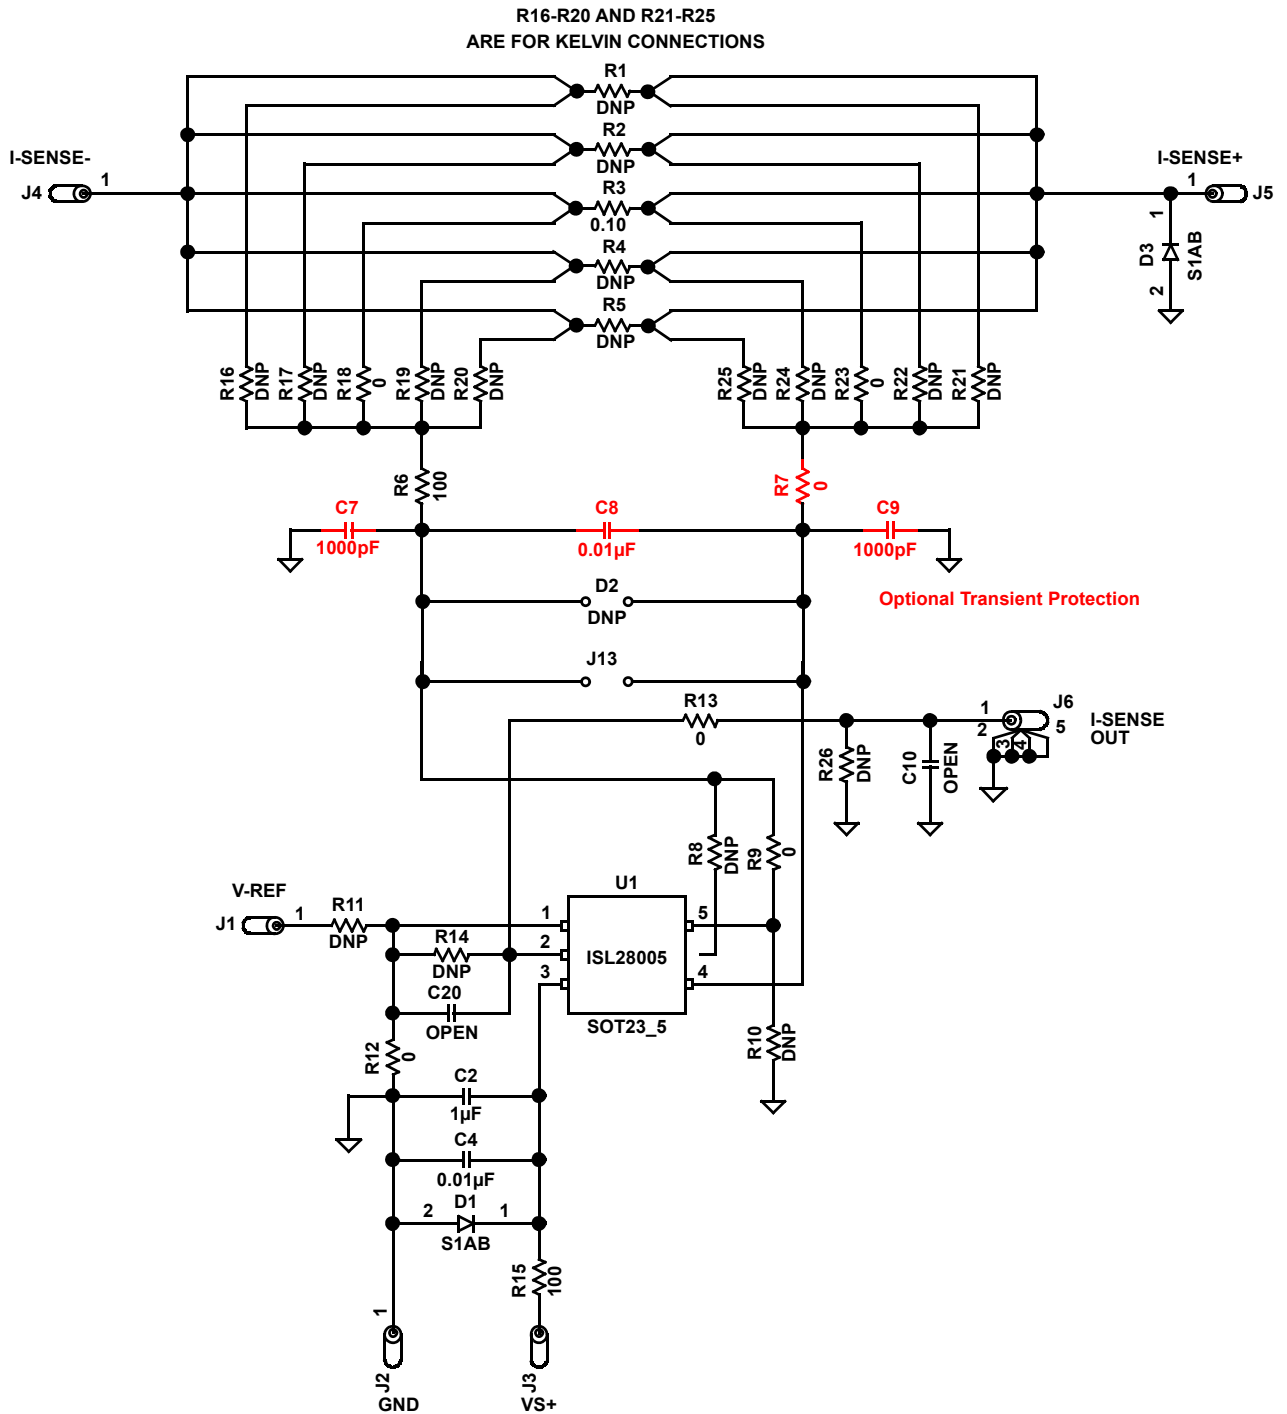 R16-R20 AND R21-R25
ARE FOR KELVIN CONNECTIONS
R1
DNP
R2
DNP
I-SENSE-
J4
1
I-SENSE+
1
J5
R3
0.10
R4
DNP
R5
DNP
1
D3
S1AB
2
R16
DNP
R17
DNP
R18
0
R19
DNP
R20
DNP
R25
DNP
R24
DNP
R23
0
R22
DNP
R21
DNP
R6
100
R7
0
C7
1000pF
C8
0.01µF
C9
1000pF
D2
DNP
Optional Transient Protection
J13
R13
0
1
2
3
4
5
J6
I-SENSE
OUT
R26
DNP
C10
OPEN
R8
DNP
R9
0
V-REF
J1
1
R11
DNP
U1
1
2
3
5
4
ISL28005
SOT23_5
R14
DNP
C20
OPEN
R12
0
R10
DNP
C2
1µF
C4
0.01µF
D1
2
1
S1AB
R15
100
1
J2
GND
J3
VS+